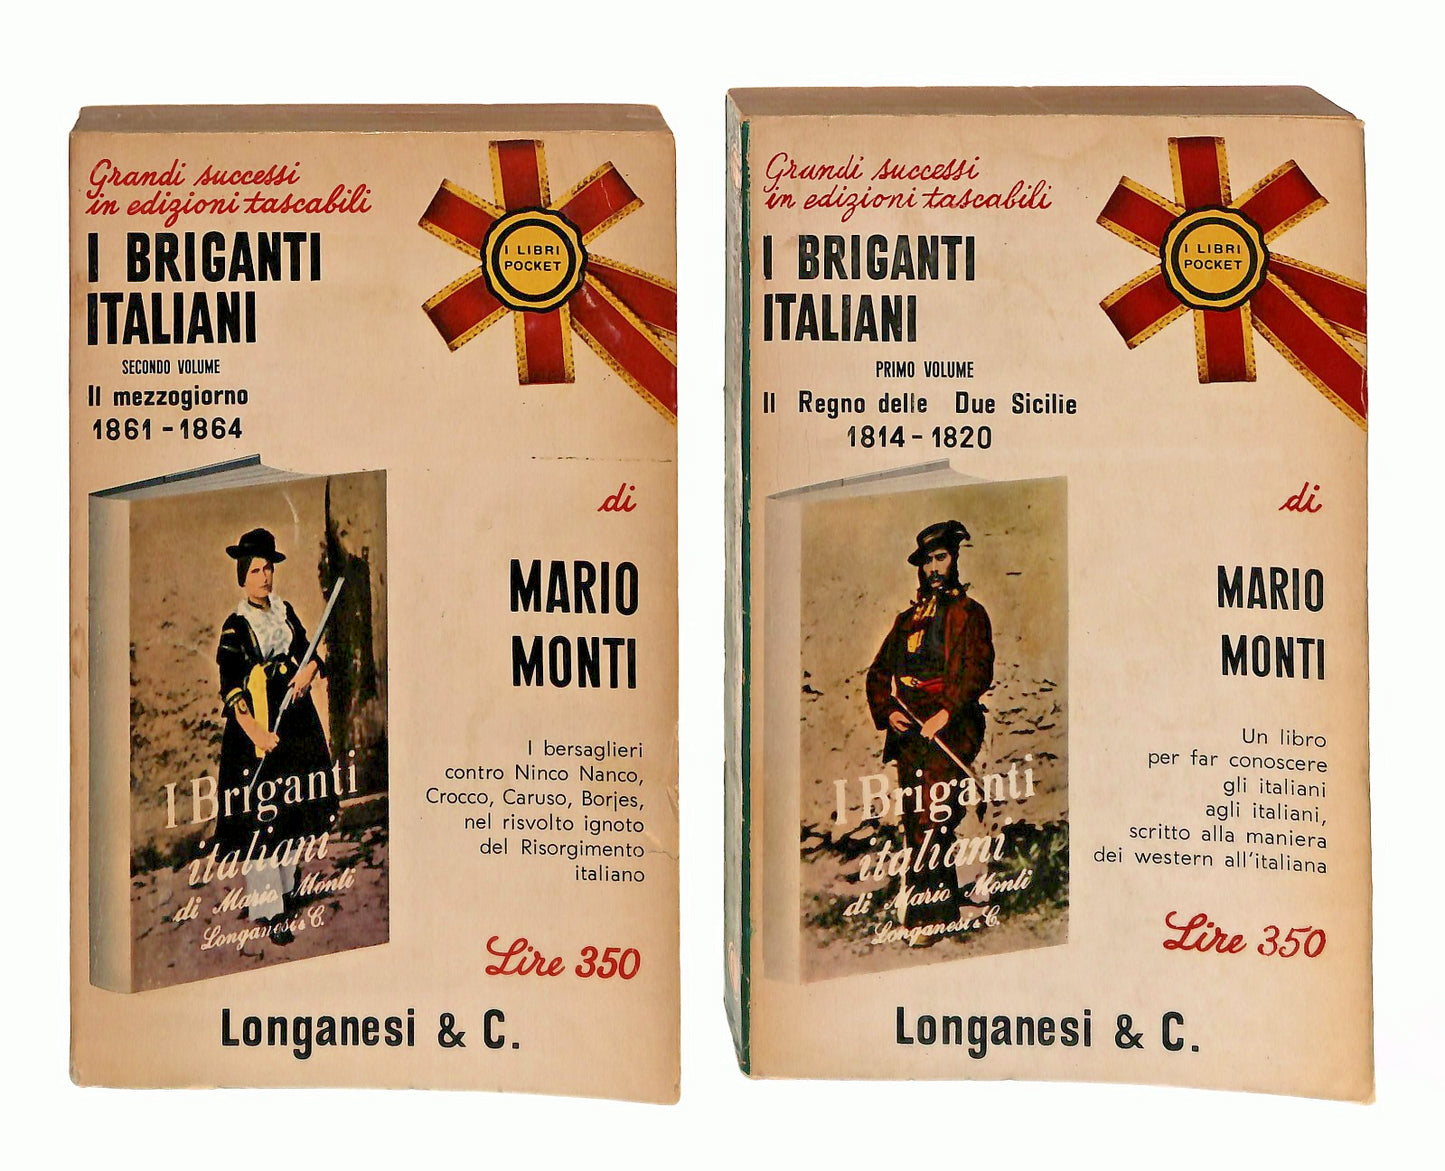 Grandi successi
in edizioni tascabili
I LIBRI
POCKET
I BRIGANTI
ITALIANI
SECONDO VOLUME
Il mezzogiorno
1861 - 1864
di
MARIO
MONTI
I Briganti
italiani
di Mario Monti
Longanesi & C.
I bersaglieri
contro Ninco Nanco,
Crocco, Caruso, Borjes,
nel risvolto ignoto
del Risorgimento
italiano
Lire 350
Longanesi & C.
Grandi successi
in edizioni tascabili
I LIBRI
POCKET
I BRIGANTI
ITALIANI
PRIMO VOLUME
Il Regno delle Due Sicilie
1814 - 1820
di
MARIO
MONTI
I Briganti
italiani
di Mario Monti
Longanesi & C.
Un libro
per far conoscere
gli italiani
agli italiani,
scritto alla maniera
dei western all'italiana
Lire 350
Longanesi & C.